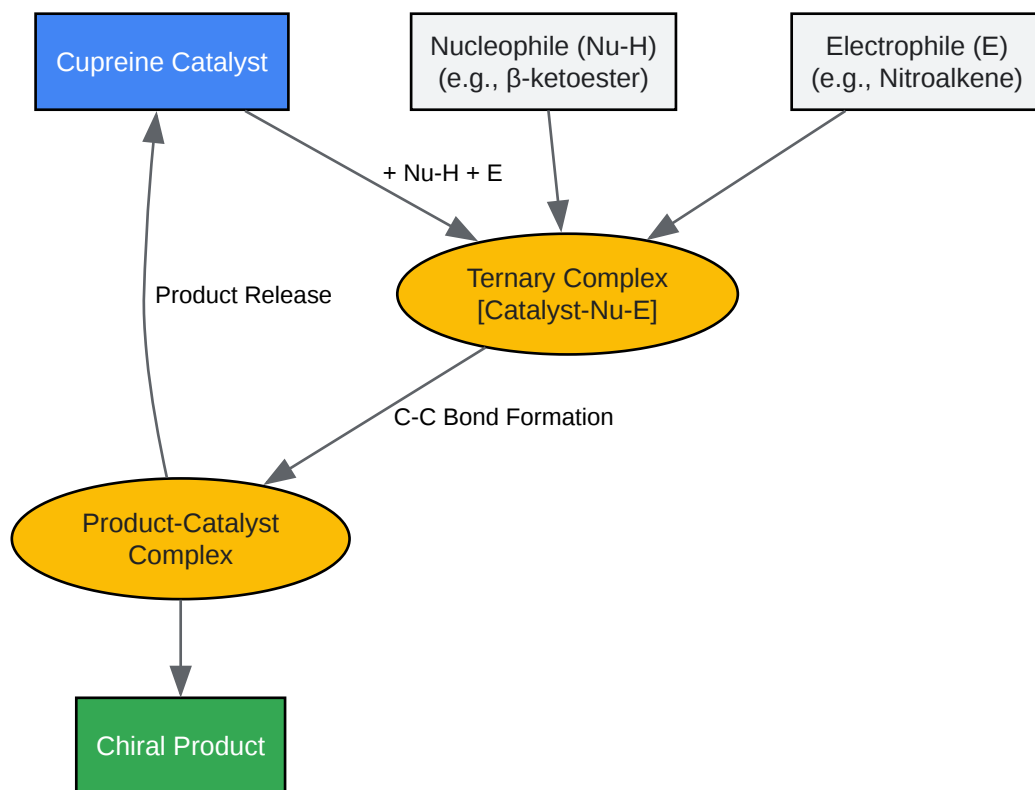 Cupreine Catalyst
Nucleophile (Nu-H)
(e.g., β-ketoester)
Electrophile (E)
(e.g., Nitroalkene)
+ Nu-H + E
Ternary Complex
[Catalyst-Nu-E]
Product Release
C-C Bond Formation
Product-Catalyst
Complex
Chiral Product